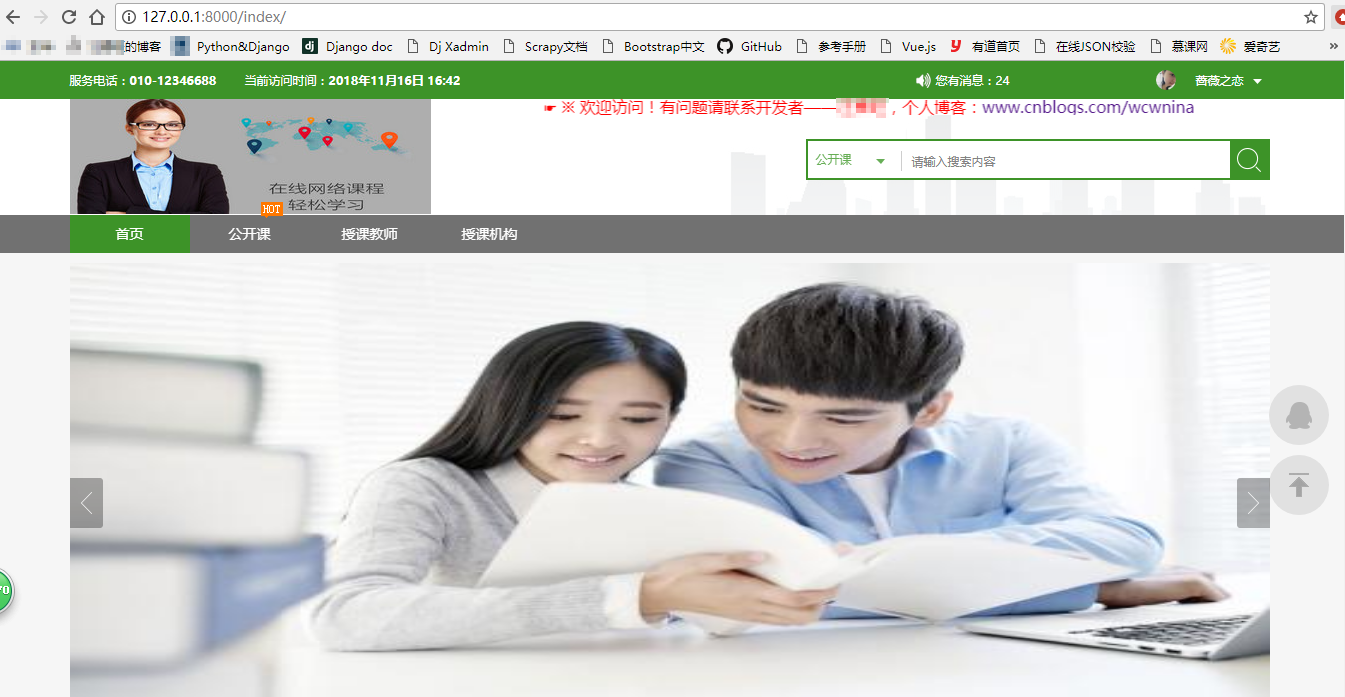 127.0.0.1:8000/index/
的博客 Python&Django dj Django doc Dj Xadmin Scrapy文档 Bootstrap中文 GitHub 参考手册 Vue.js 有道首页 在线JSON校验 慕课网 爱奇艺 »
服务电话：010-12346688 当前访问时间：2018年11月16日 16:42 您有消息：24 薔薇之恋
☛ ※ 欢迎访问！有问题请联系开发者—— ，个人博客：www.cnblogs.com/wcwnina
公开课 请输入搜索内容
在线网络课程
轻松学习
HOT
首页 公开课 授课教师 授课机构